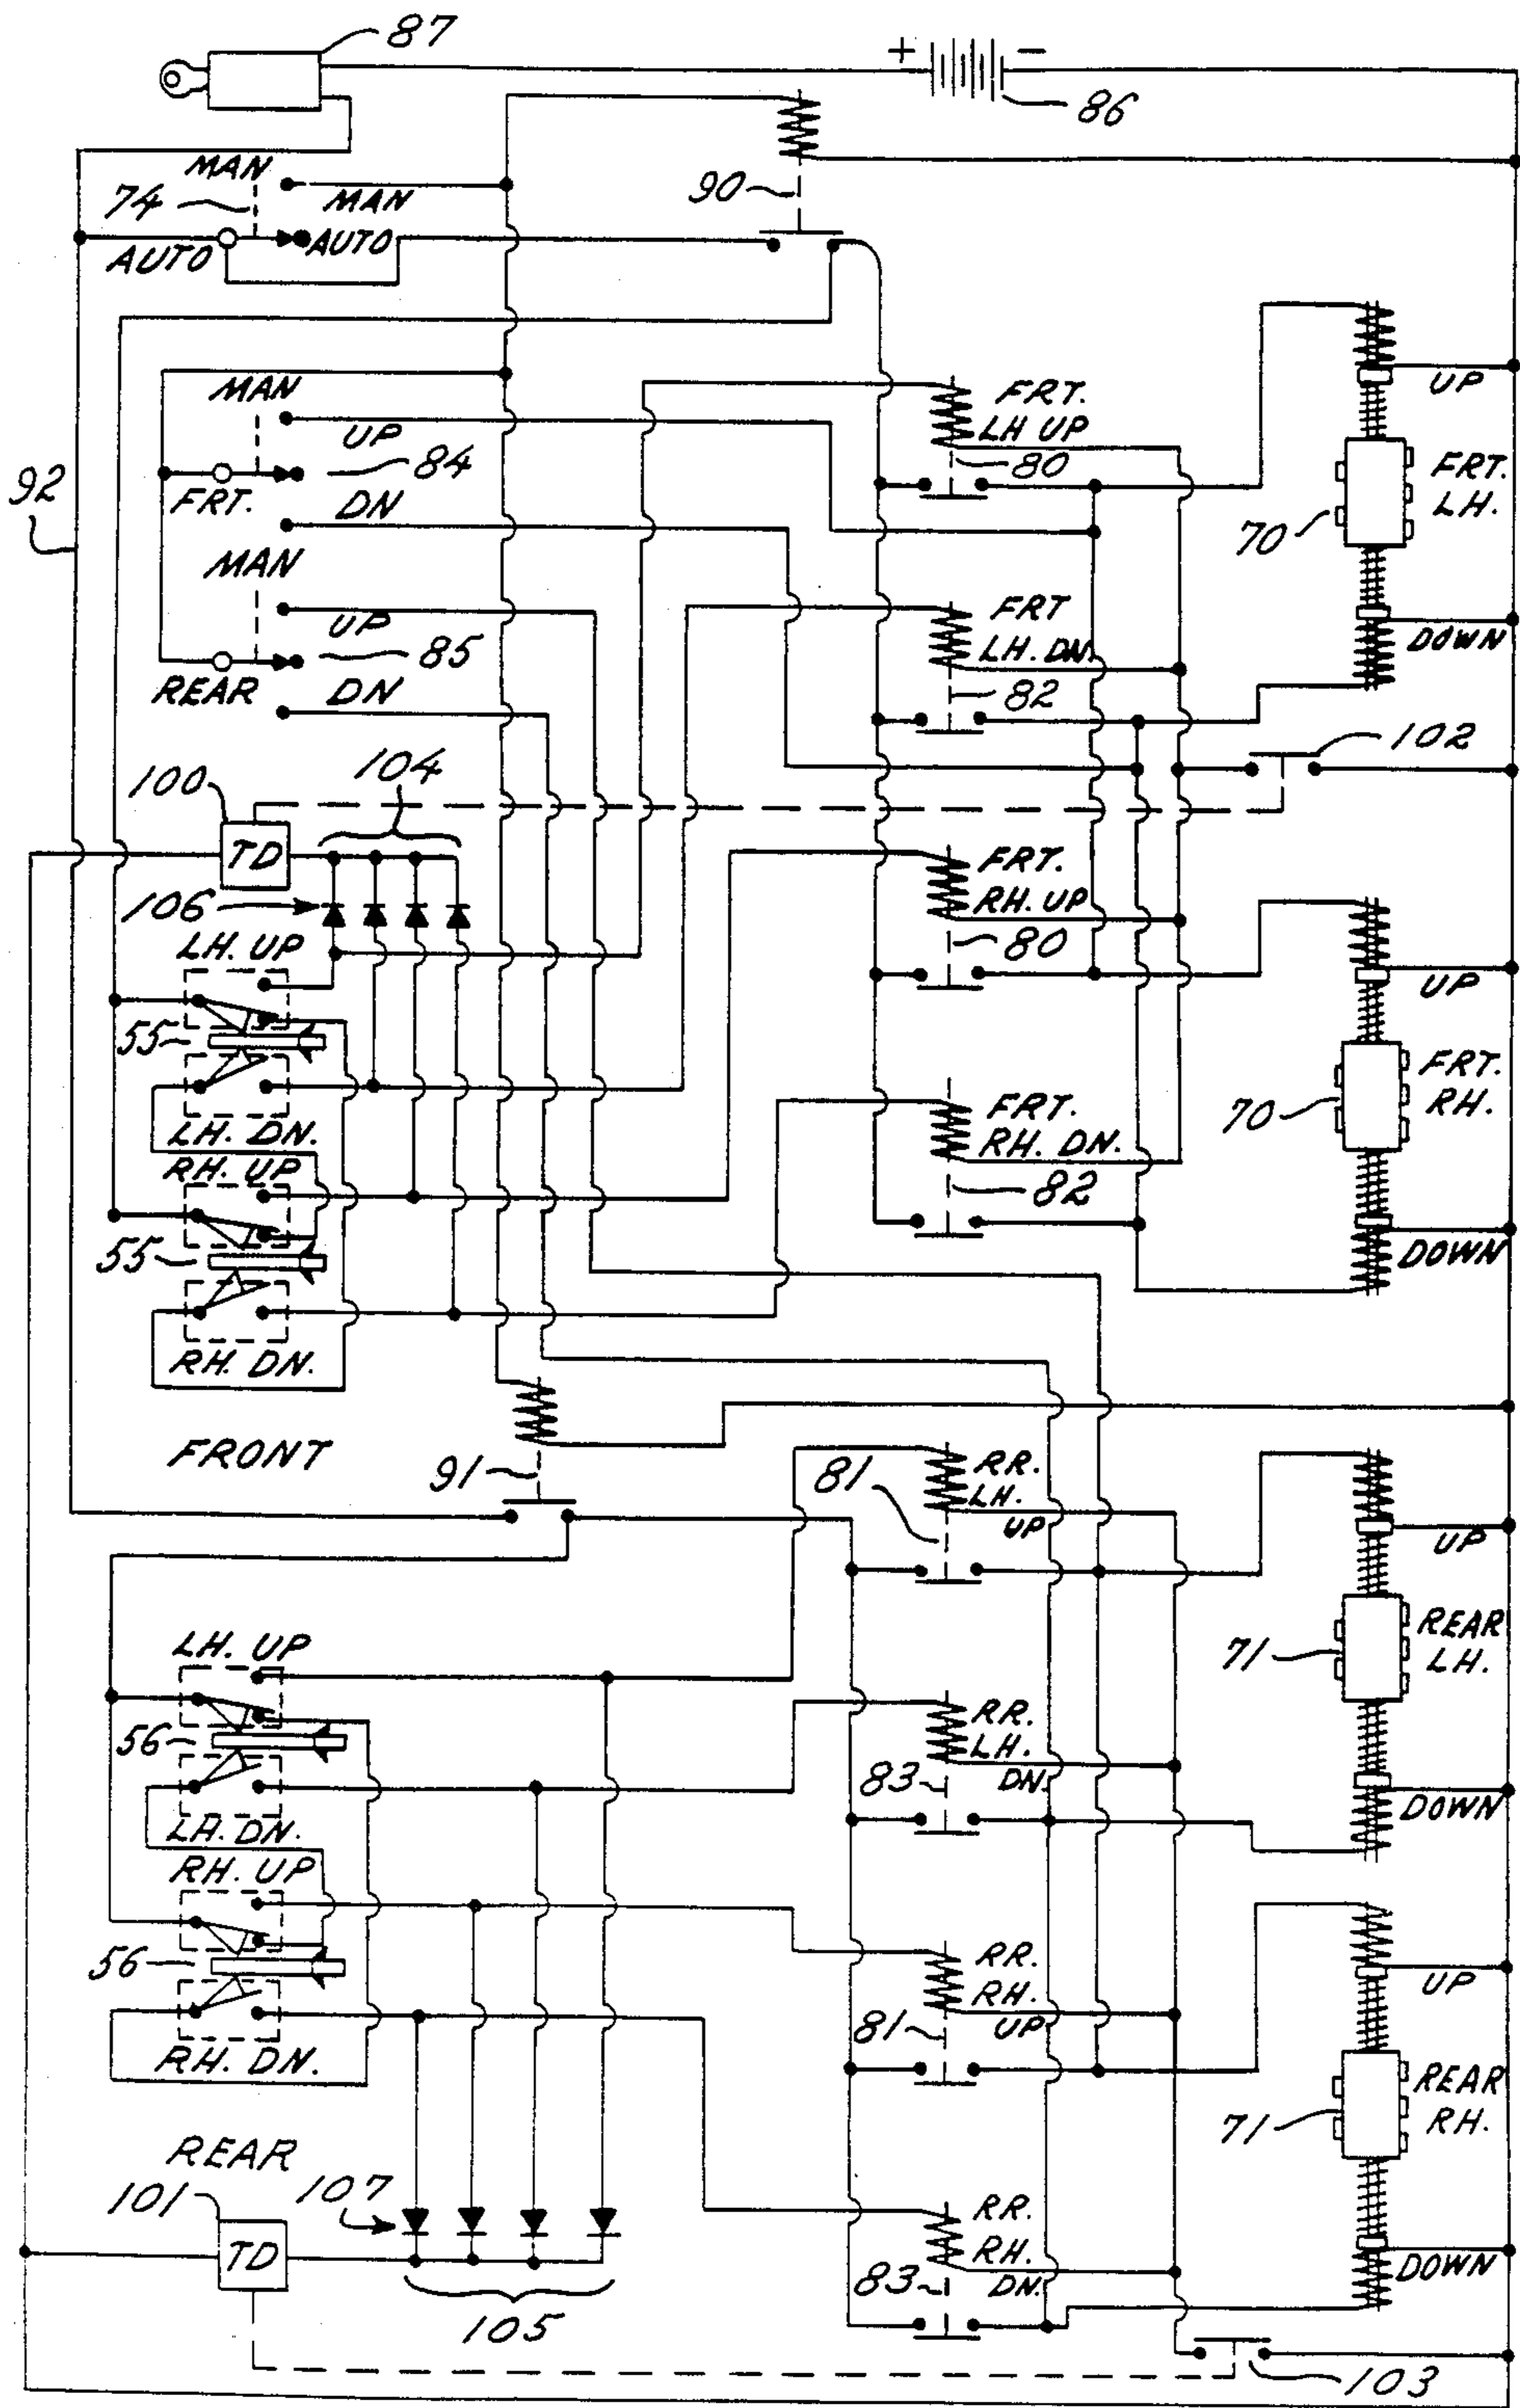 87
+ −
86
MAN
74
MAN
AUTO
AUTO
90
MAN
UP
84
FRT.
DN
92
MAN
UP
85
REAR
DN
FRT.
LH UP
80
UP
FRT.
LH.
70
FRT
LH. DN.
82
DOWN
102
100
TD
104
106
LH. UP
55
LH. DN.
RH. UP
55
RH. DN.
FRT.
RH. UP
80
UP
FRT.
RH.
70
FRT.
RH. DN.
82
DOWN
FRONT
91
81
RR.
LH.
UP
UP
REAR
LH.
71
LH. UP
56
LH. DN.
RH. UP
56
RH. DN.
RR.
LH.
DN.
83
DOWN
RR.
RH.
UP
81
UP
REAR
RH.
71
REAR
101
107
TD
105
RR.
RH.
DN.
83
DOWN
103